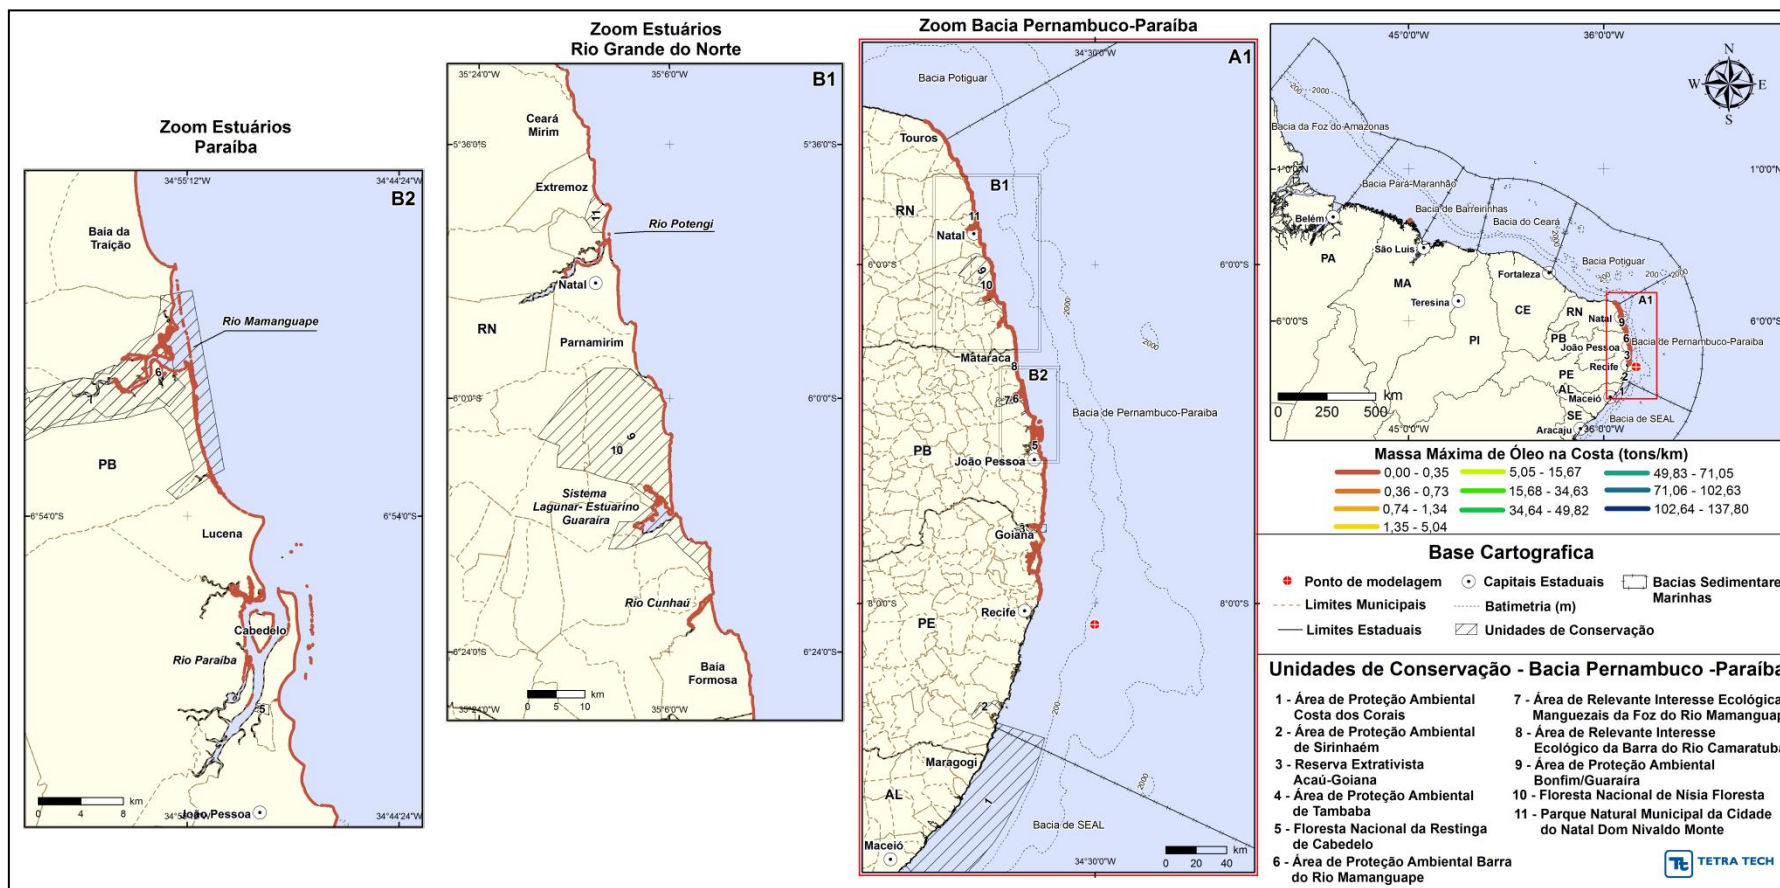 Zoom Estuários
Paraíba
34°55'12"W
34°44'24"W
B2
Baía da
Traição
Rio Mamanguape
6
PB
6°54'0"S
6°54'0"S
Lucena
Cabedelo
Rio Paraíba
5
João Pessoa
km
0 4 8
34°44'24"W
Zoom Estuários
Rio Grande do Norte
35°24'0"W
35°6'0"W
B1
Ceará
Mirim
5°36'0"S
5°36'0"S
Extremoz
11
Rio Potengi
Natal
RN
Parnamirim
6°0'0"S
6°0'0"S
9
10
Sistema
Lagunar- Estuarino
Guaraíra
Rio Cunhaú
6°24'0"S
6°24'0"S
Baía
Formosa
km
0 5 10
35°24'0"W
35°6'0"W
Zoom Bacia Pernambuco-Paraíba
34°30'0"W
A1
Bacia Potiguar
Touros
B1
RN
11
Natal
6°0'0"S
6°0'0"S
9
10
2000
2000
Mataraca
8
B2
7
6
Bacia de Pernambuco-Paraiba
PB
5
João Pessoa
3
Goiana
8°0'0"S
8°0'0"S
Recife
PE
2
200
Maragogi
2000
1
AL
Bacia de SEAL
Maceió
km
0 20 40
34°30'0"W
45°0'0"W
36°0'0"W
N
W E
S
200
2000
Bacia da Foz do Amazonas
1°0'0"N
1°0'0"N
Bacia Pará-Maranhão
Bacia de Barreirinhas
Belém
Bacia do Ceará
São Luis
2000
Bacia Potiguar
PA
Fortaleza
200
200
2000
MA
A1
Teresina
CE
RN
Natal
9
6°0'0"S
6°0'0"S
PI
PB
João Pessoa
6
Bacia de Pernambuco-Paraiba
3
PE
Recife
2
AL
Maceió
1
km
0 250 500
SE
Bacia de SEAL
Aracaju
45°0'0"W
36°0'0"W
Massa Máxima de Óleo na Costa (tons/km)
0,00 - 0,35
5,05 - 15,67
49,83 - 71,05
0,36 - 0,73
15,68 - 34,63
71,06 - 102,63
0,74 - 1,34
34,64 - 49,82
102,64 - 137,80
1,35 - 5,04
Base Cartografica
Ponto de modelagem
Capitais Estaduais
Bacias Sedimentare
Marinhas
Limites Municipais
Batimetria (m)
Limites Estaduais
Unidades de Conservação
Unidades de Conservação - Bacia Pernambuco -Paraíba
1 - Área de Proteção Ambiental
Costa dos Corais
2 - Área de Proteção Ambiental
de Sirinhaém
3 - Reserva Extrativista
Acaú-Goiana
4 - Área de Proteção Ambiental
de Tambaba
5 - Floresta Nacional da Restinga
de Cabedelo
6 - Área de Proteção Ambiental Barra
do Rio Mamanguape
7 - Área de Relevante Interesse Ecológica
Manguezais da Foz do Rio Mamanguap
8 - Área de Relevante Interesse
Ecológico da Barra do Rio Camaratuba
9 - Área de Proteção Ambiental
Bonfim/Guaraíra
10 - Floresta Nacional de Nísia Floresta
11 - Parque Natural Municipal da Cidade
do Natal Dom Nivaldo Monte
Tt TETRA TECH